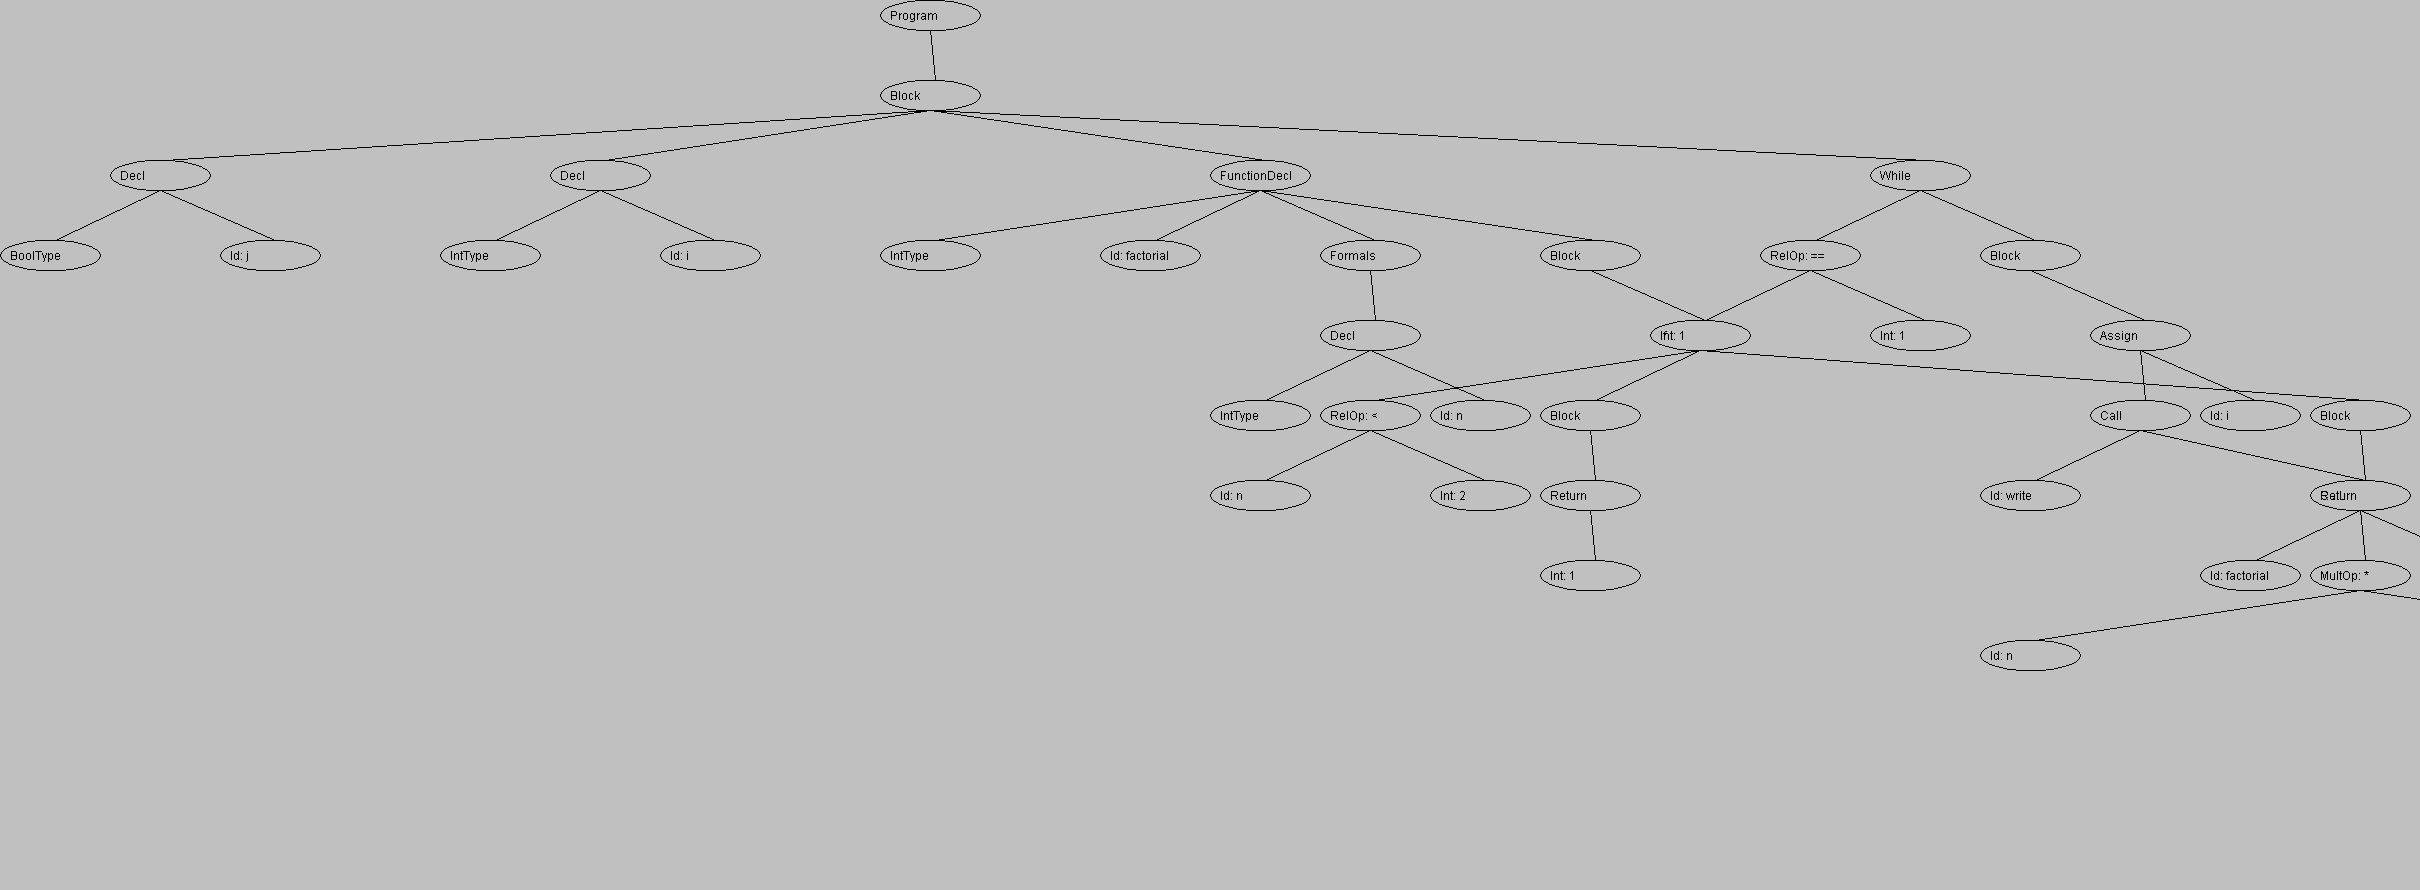 Program
Block
Decl
Decl
FunctionDecl
While
BoolType
Id: j
IntType
Id: i
IntType
Id: factorial
Formals
Block
RelOp: ==
Block
Decl
Int: 1
Assign
IntType
RelOp: <
Id: n
Block
Call
Id: i
Block
Id: n
Int: 2
Return
Id: write
Return
Int: 1
Id: factorial
MultOp: *
Id: n